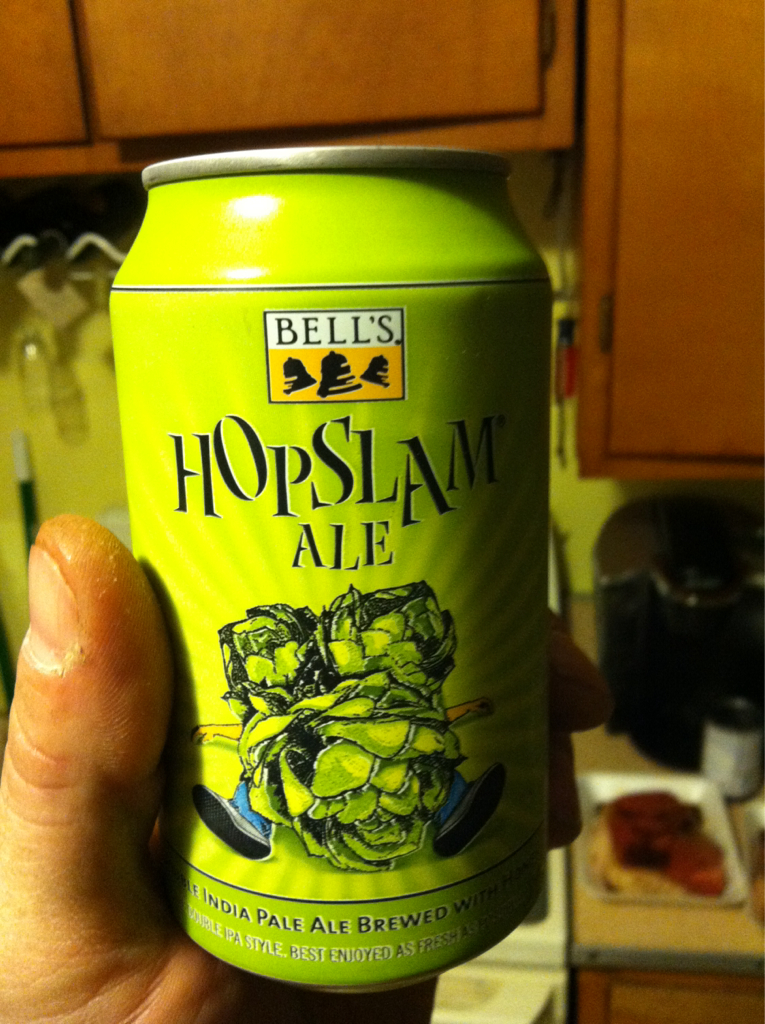 BELL'S
HOPSLAM®
ALE
INDIA PALE ALE BREWED WITH
DOUBLE IPA STYLE. BEST ENJOYED AS FRESH AS